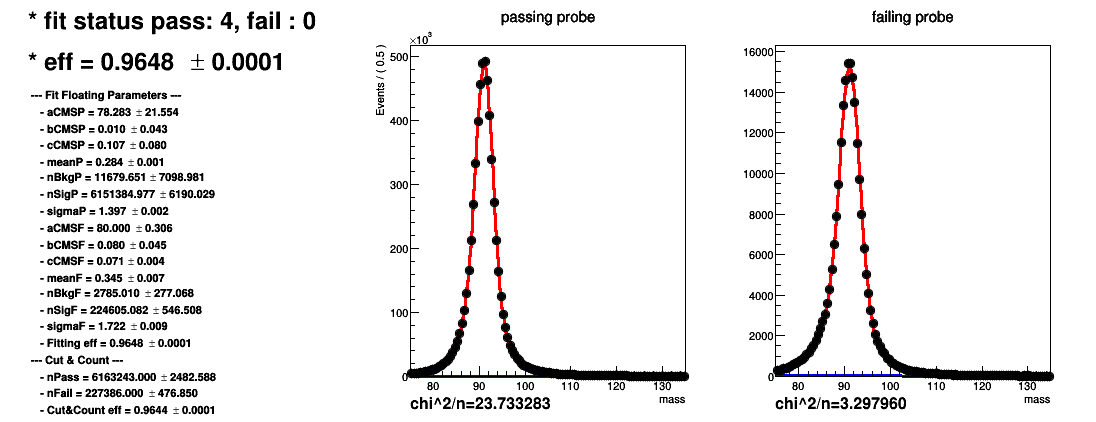 * fit status pass: 4, fail : 0
* eff = 0.9648 ± 0.0001
--- Fit Floating Parameters ---
- aCMSP = 78.283 ± 21.554
- bCMSP = 0.010 ± 0.043
- cCMSP = 0.107 ± 0.080
- meanP = 0.284 ± 0.001
- nBkgP = 11679.651 ± 7098.981
- nSigP = 6151384.977 ± 6190.029
- sigmaP = 1.397 ± 0.002
- aCMSF = 80.000 ± 0.306
- bCMSF = 0.080 ± 0.045
- cCMSF = 0.071 ± 0.004
- meanF = 0.345 ± 0.007
- nBkgF = 2785.010 ± 277.068
- nSigF = 224605.082 ± 546.508
- sigmaF = 1.722 ± 0.009
- Fitting eff = 0.9648 ± 0.0001
--- Cut & Count ---
- nPass = 6163243.000 ± 2482.588
- nFail = 227386.000 ± 476.850
- Cut&Count eff = 0.9644 ± 0.0001
passing probe
×10³
Events / ( 0.5 )
500
400
300
200
100
0
80 90 100 110 120 130
mass
chi^2/n=23.733283
failing probe
16000
14000
12000
10000
8000
6000
4000
2000
0
80 90 100 110 120 130
mass
chi^2/n=3.297960